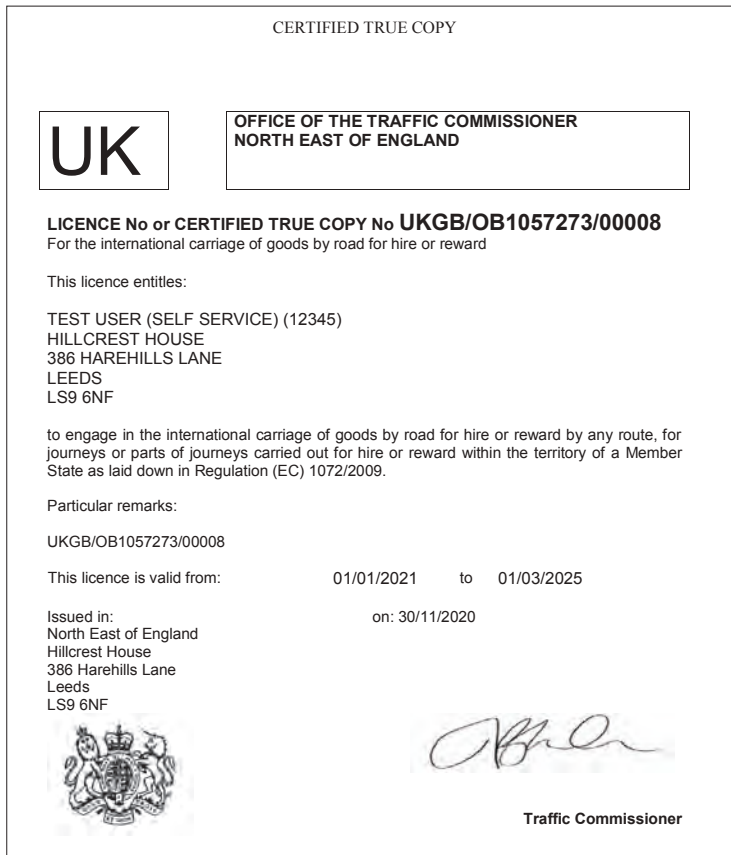 CERTIFIED TRUE COPY
UK
OFFICE OF THE TRAFFIC COMMISSIONER
NORTH EAST OF ENGLAND
LICENCE No or CERTIFIED TRUE COPY No UKGB/OB1057273/00008
For the international carriage of goods by road for hire or reward
This licence entitles:
TEST USER (SELF SERVICE) (12345)
HILLCREST HOUSE
386 HAREHILLS LANE
LEEDS
LS9 6NF
to engage in the international carriage of goods by road for hire or reward by any route, for
journeys or parts of journeys carried out for hire or reward within the territory of a Member
State as laid down in Regulation (EC) 1072/2009.
Particular remarks:
UKGB/OB1057273/00008
This licence is valid from: 01/01/2021 to 01/03/2025
Issued in: on: 30/11/2020
North East of England
Hillcrest House
386 Harehills Lane
Leeds
LS9 6NF
Traffic Commissioner